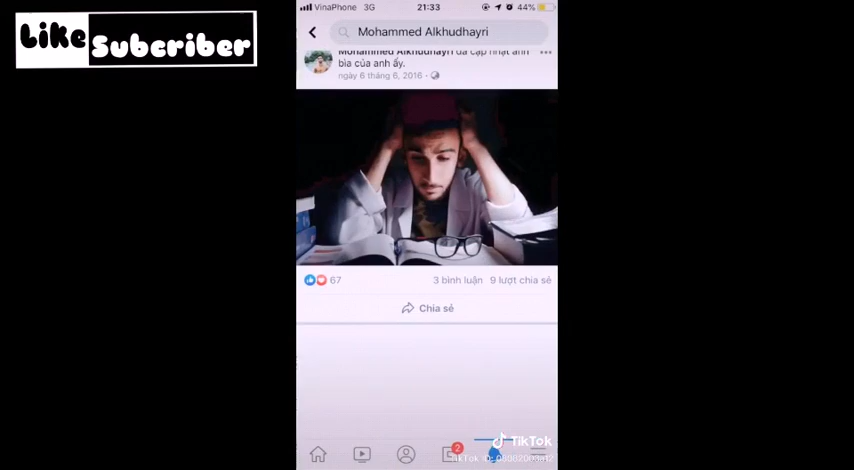 Like
Subcriber
VinaPhone 3G 21:33 44%
Mohammed Alkhudhayri
Mohammed Alkhudhayri đã cập nhật ảnh
bìa của anh ấy.
ngày 6 tháng 6, 2016
67 3 bình luận 9 lượt chia sẻ
Chia sẻ
2
TikTok